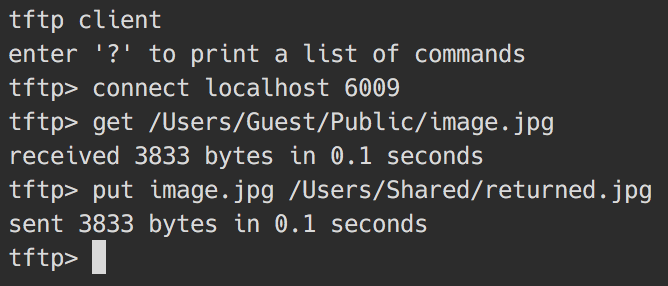 tftp client
enter '?' to print a list of commands
tftp> connect localhost 6009
tftp> get /Users/Guest/Public/image.jpg
received 3833 bytes in 0.1 seconds
tftp> put image.jpg /Users/Shared/returned.jpg
sent 3833 bytes in 0.1 seconds
tftp>